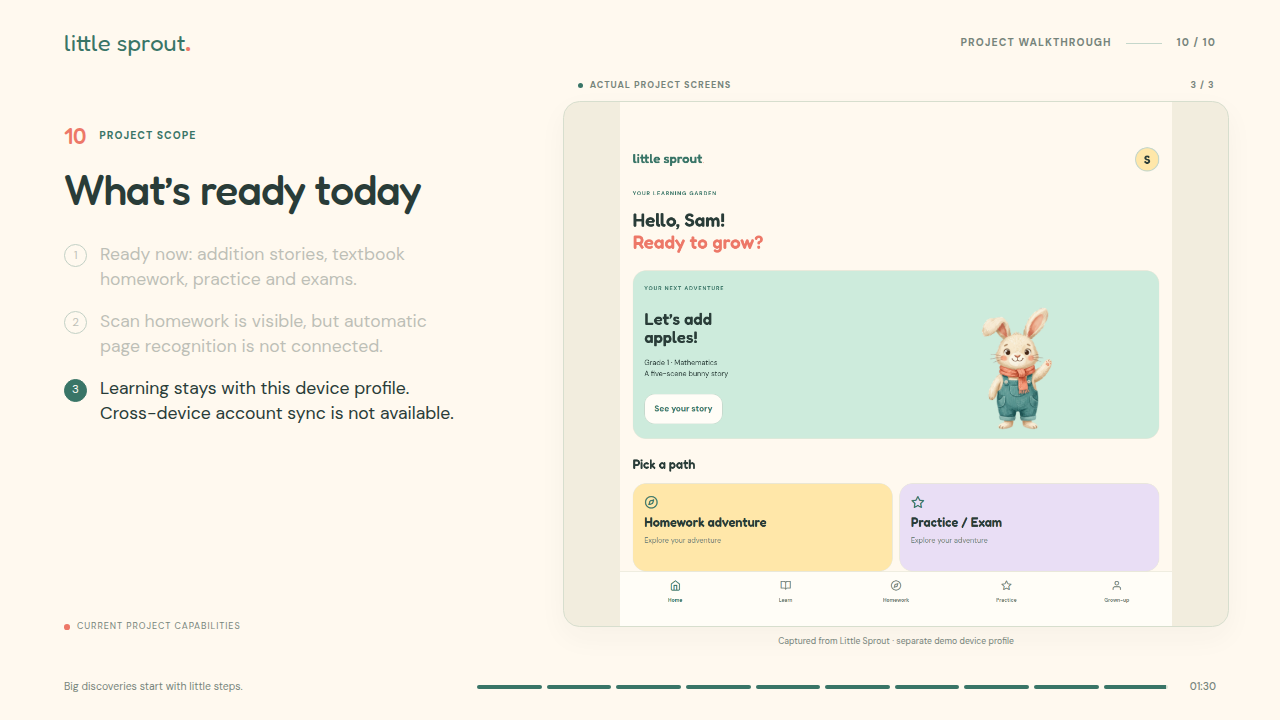 little sprout.
PROJECT WALKTHROUGH
10 / 10
ACTUAL PROJECT SCREENS
3 / 3
10 PROJECT SCOPE
What's ready today
1 Ready now: addition stories, textbook
homework, practice and exams.
2 Scan homework is visible, but automatic
page recognition is not connected.
3 Learning stays with this device profile.
Cross-device account sync is not available.
CURRENT PROJECT CAPABILITIES
little sprout
S
YOUR LEARNING GARDEN
Hello, Sam!
Ready to grow?
YOUR NEXT ADVENTURE
Let's add
apples!
Grade 1 · Mathematics
A five-scene bunny story
See your story
Pick a path
Homework adventure
Explore your adventure
Practice / Exam
Explore your adventure
Home
Learn
Homework
Practice
Grown-up
Captured from Little Sprout · separate demo device profile
Big discoveries start with little steps.
01:30